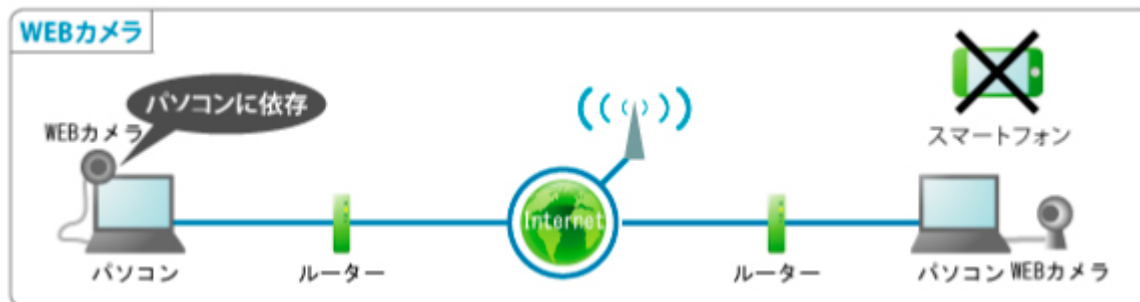 WEBカメラ
パソコンに依存
WEBカメラ
スマートフォン
Internet
パソコン
ルーター
ルーター
パソコン
WEBカメラ